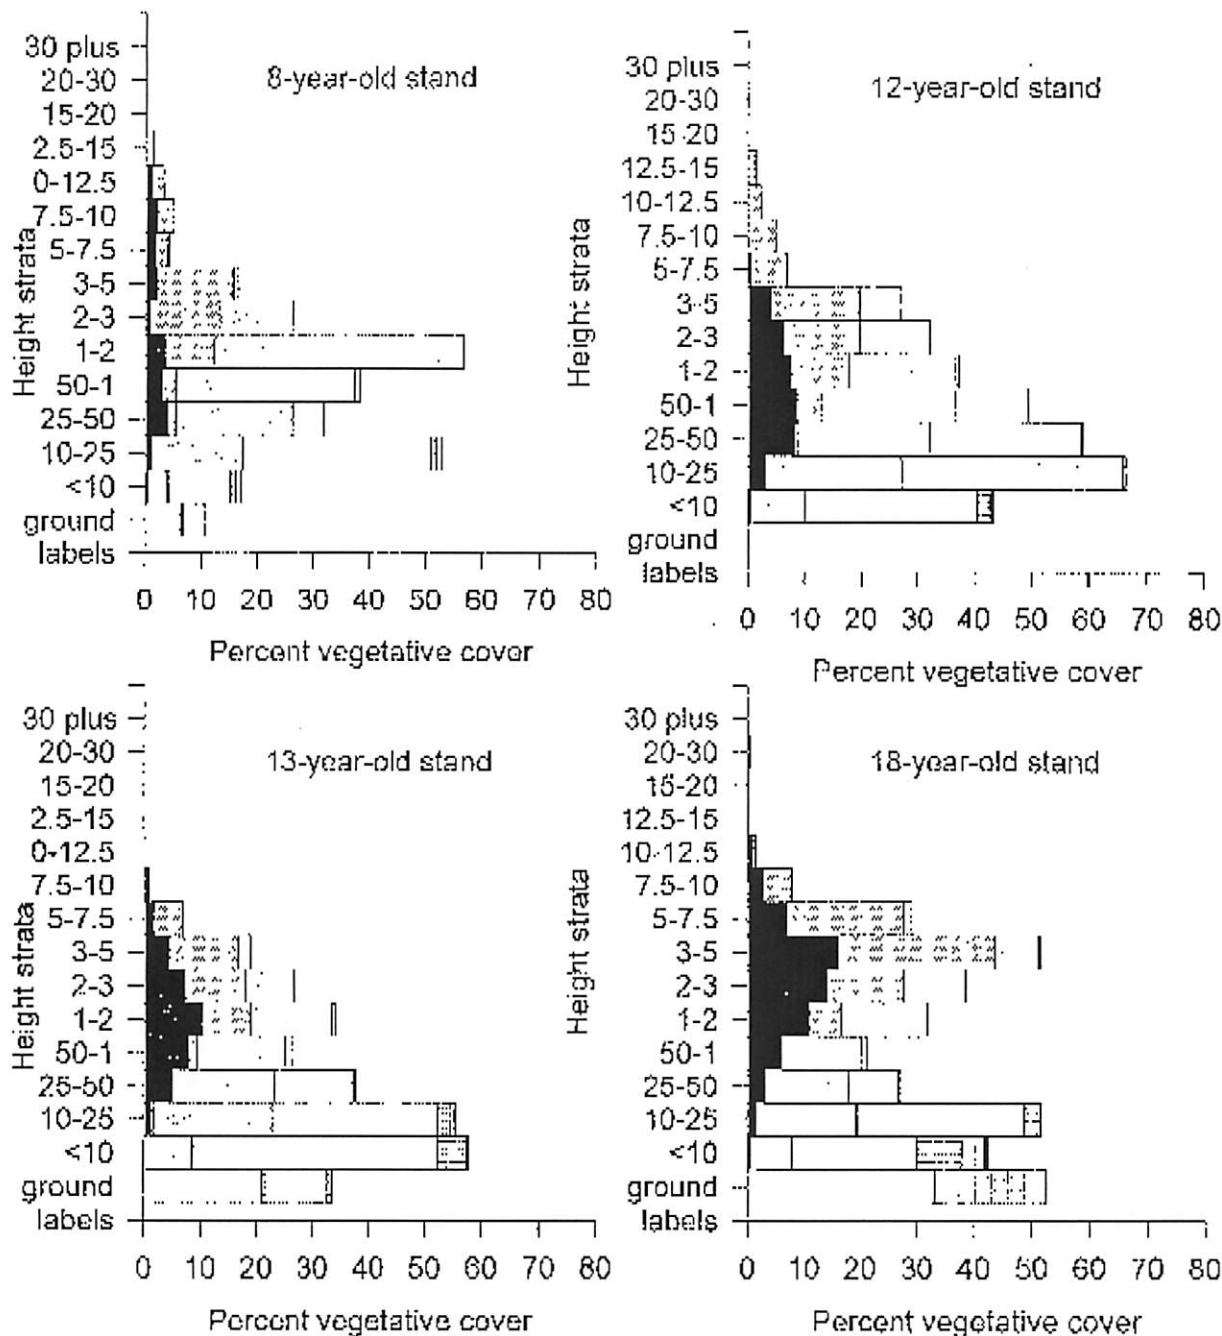 8-year-old stand
30 plus
20-30
15-20
2.5-15
0-12.5
7.5-10
5-7.5
3-5
2-3
1-2
50-1
25-50
10-25
<10
ground
labels
Height strata
0 10 20 30 40 50 60 70 80
Percent vegetative cover
12-year-old stand
30 plus
20-30
15-20
12.5-15
10-12.5
7.5-10
5-7.5
3-5
2-3
1-2
50-1
25-50
10-25
<10
ground
labels
Height strata
0 10 20 30 40 50 60 70 80
Percent vegetative cover
13-year-old stand
30 plus
20-30
15-20
2.5-15
0-12.5
7.5-10
5-7.5
3-5
2-3
1-2
50-1
25-50
10-25
<10
ground
labels
Height strata
0 10 20 30 40 50 60 70 80
Percent vegetative cover
18-year-old stand
30 plus
20-30
15-20
12.5-15
10-12.5
7.5-10
5-7.5
3-5
2-3
1-2
50-1
25-50
10-25
<10
ground
labels
Height strata
0 10 20 30 40 50 60 70 80
Percent vegetative cover